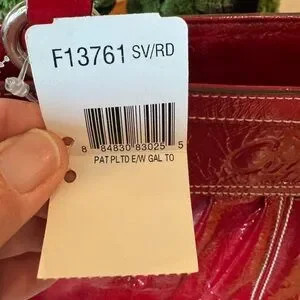 F13761 SV/RD
8 84830 83025 5
PAT PLTD E/W GAL TO